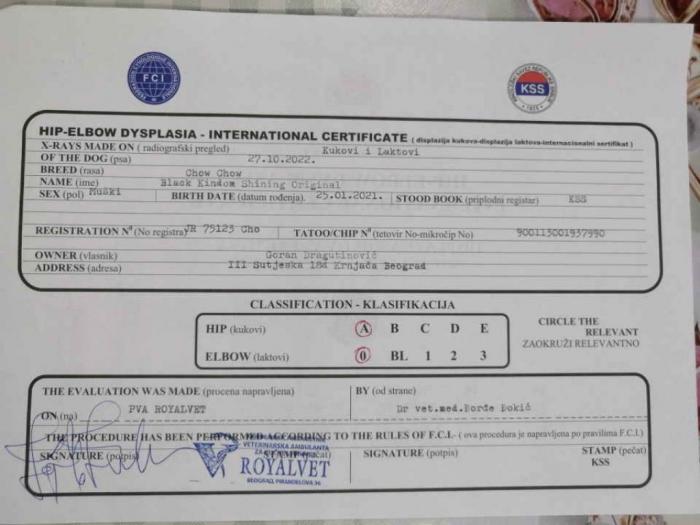 FCI
KSS
HIP-ELBOW DYSPLASIA - INTERNATIONAL CERTIFICATE ( displazija kukova-displazija laktova-internacionalni sertifikat )
X-RAYS MADE ON ( radiografski pregled) Kukovi i Laktovi
OF THE DOG (psa) 27.10.2022.
BREED (rasa) Chow Chow
NAME (ime) Black Kindom Shining Original
SEX (pol) Muški BIRTH DATE (datum rođenja). 25.01.2021. STOOD BOOK (priplodni registar) KSS
REGISTRATION Nº (No registra) JR 75123 Cho TATOO/CHIP Nº (tetovir No-mikročip No) 900113001937990
OWNER (vlasnik) Goran Dragutinović
ADDRESS (adresa) III Sutjeska 18d Krnjača Beograd
CLASSIFICATION - KLASIFIKACIJA
HIP (kukovi) A B C D E
ELBOW (laktovi) 0 BL 1 2 3
CIRCLE THE
RELEVANT
ZAOKRUŽI RELEVANTNO
THE EVALUATION WAS MADE (procena napravljena) BY (od strane)
ON (na) PVA ROYALVET Dr vet.med.Đorđe Đokić
THE PROCEDURE HAS BEEN PERFORMED ACCORDING TO THE RULES OF F.C.I.- ( ova procedura je napravljena po pravilima F.C.I.)
SIGNATURE (potpis) STAMP (pečat) SIGNATURE (potpis) STAMP (pečat)
KSS
VETERINARSKA AMBULANTA
ROYALVET
BEOGRAD, PIRANDELOVA 36